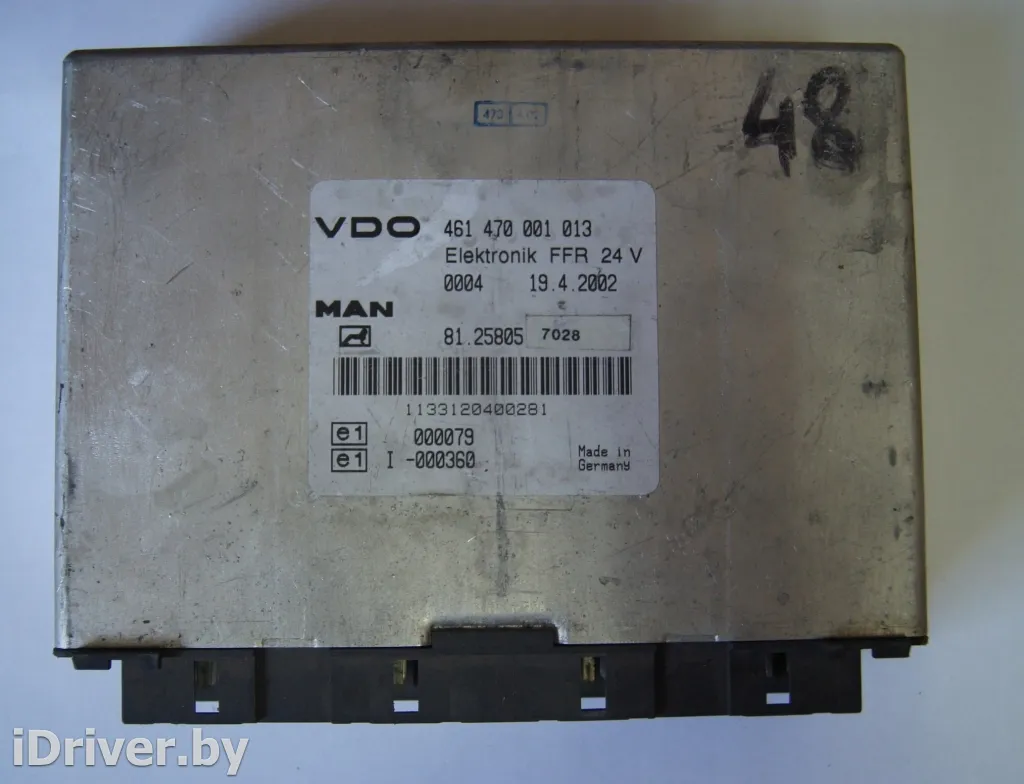 48
473
VDO 461 470 001 013
Elektronik FFR 24 V
0004 19.4.2002
MAN
81.25805 7028
1133120400281
e1 000079
e1 I -000360
Made in
Germany
iDriver.by